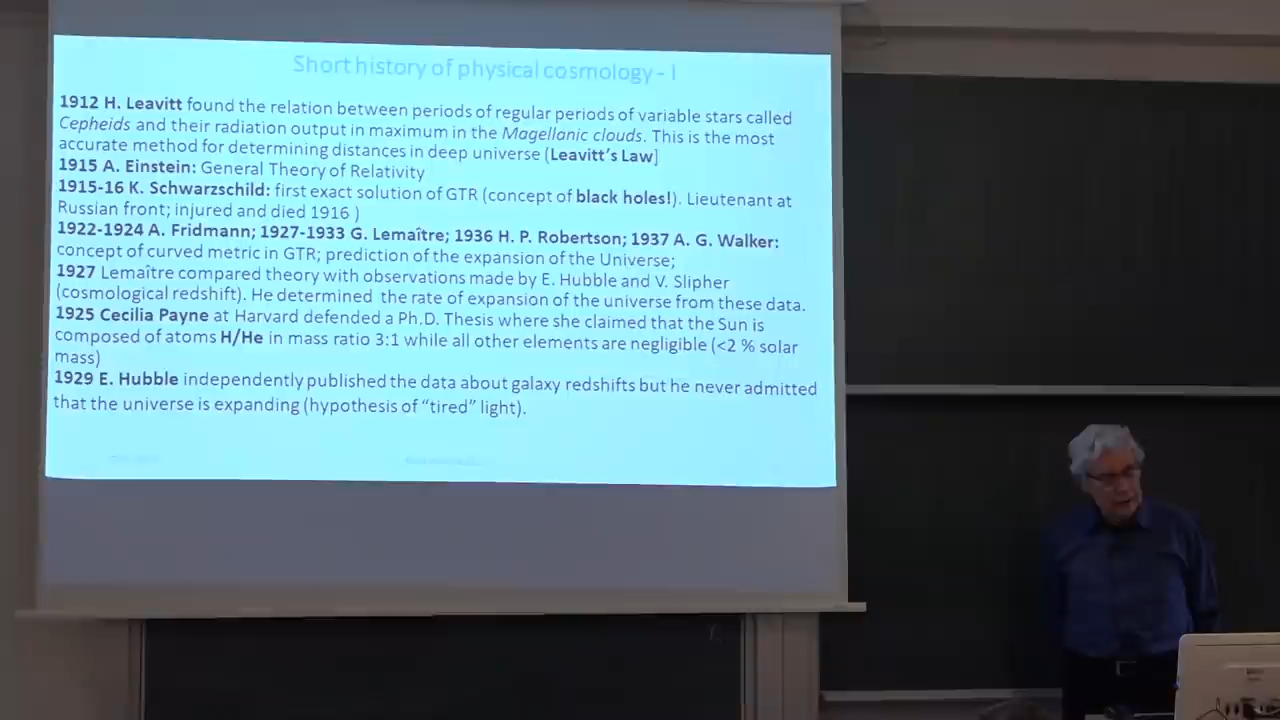 Short history of physical cosmology - I
1912 H. Leavitt found the relation between periods of regular periods of variable stars called
Cepheids and their radiation output in maximum in the Magellanic clouds. This is the most
accurate method for determining distances in deep universe (Leavitt's Law]
1915 A. Einstein: General Theory of Relativity
1915-16 K. Schwarzschild: first exact solution of GTR (concept of black holes!). Lieutenant at
Russian front; injured and died 1916 )
1922-1924 A. Fridmann; 1927-1933 G. Lemaître; 1936 H. P. Robertson; 1937 A. G. Walker:
concept of curved metric in GTR; prediction of the expansion of the Universe;
1927 Lemaître compared theory with observations made by E. Hubble and V. Slipher
(cosmological redshift). He determined the rate of expansion of the universe from these data.
1925 Cecilia Payne at Harvard defended a Ph.D. Thesis where she claimed that the Sun is
composed of atoms H/He in mass ratio 3:1 while all other elements are negligible (<2 % solar
mass)
1929 E. Hubble independently published the data about galaxy redshifts but he never admitted
that the universe is expanding (hypothesis of "tired" light).